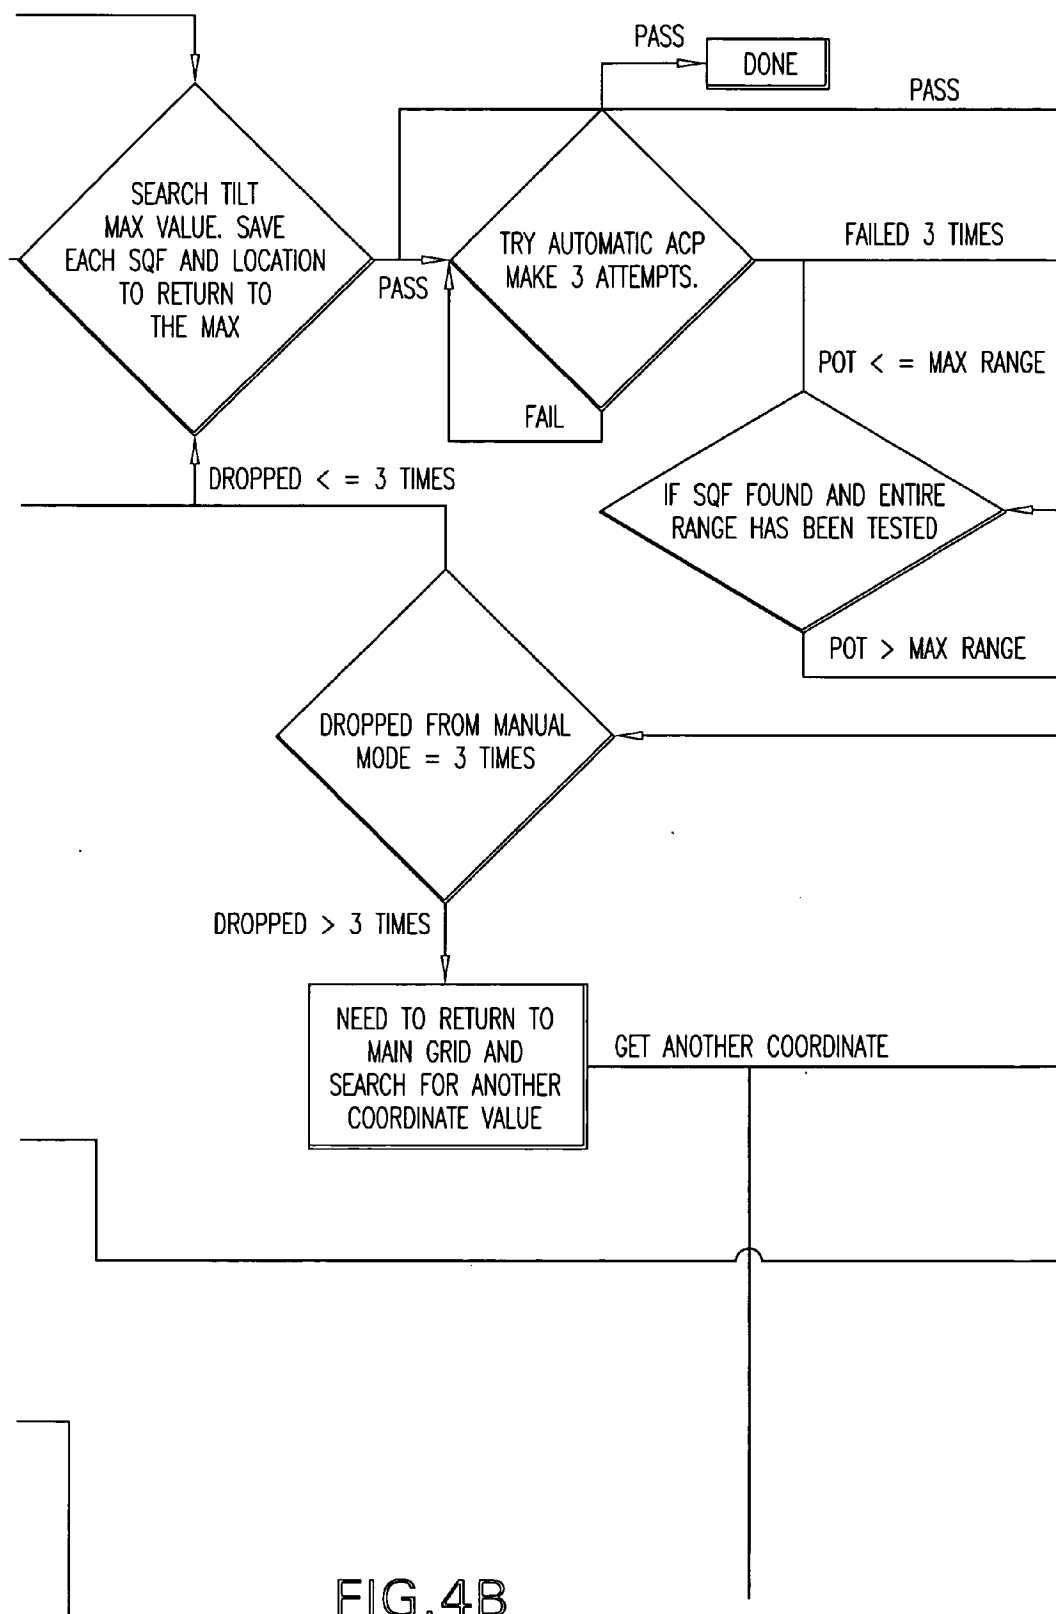 PASS
DONE
PASS
SEARCH TILT
MAX VALUE. SAVE
EACH SQF AND LOCATION
TO RETURN TO
THE MAX
PASS
TRY AUTOMATIC ACP
MAKE 3 ATTEMPTS.
FAILED 3 TIMES
POT < = MAX RANGE
FAIL
DROPPED < = 3 TIMES
IF SQF FOUND AND ENTIRE
RANGE HAS BEEN TESTED
POT > MAX RANGE
DROPPED FROM MANUAL
MODE = 3 TIMES
DROPPED > 3 TIMES
NEED TO RETURN TO
MAIN GRID AND
SEARCH FOR ANOTHER
COORDINATE VALUE
GET ANOTHER COORDINATE
FIG.4B